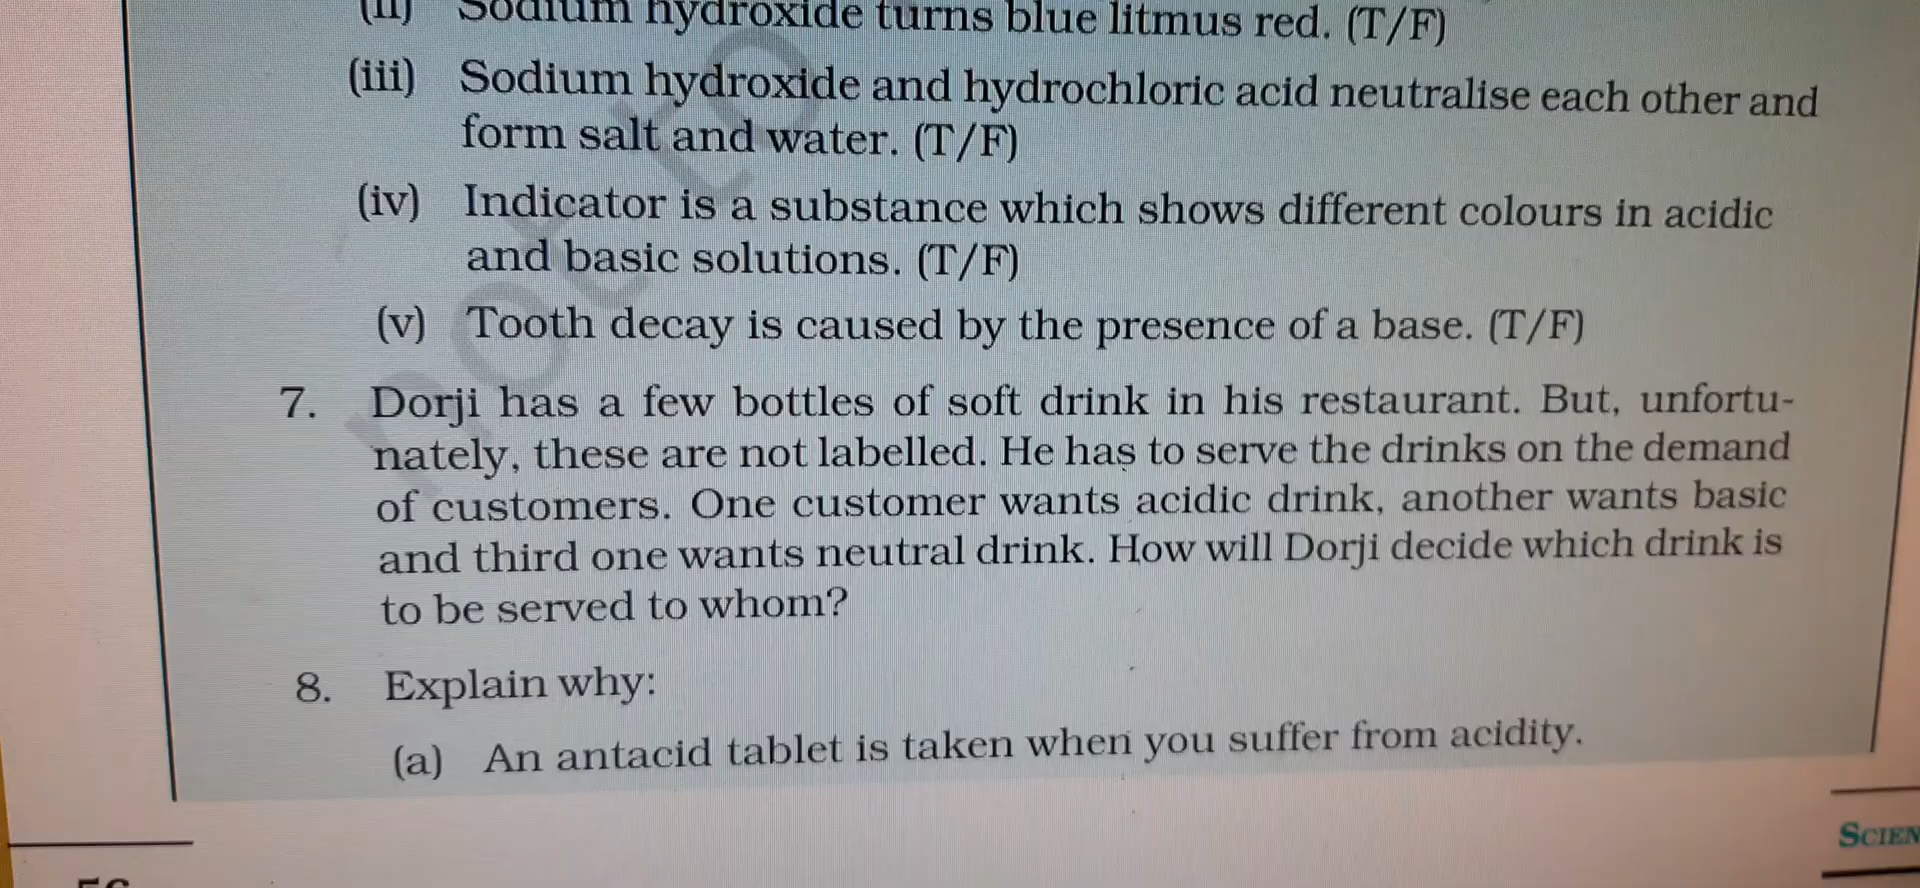 (ii) Sodium hydroxide turns blue litmus red. (T/F)
(iii) Sodium hydroxide and hydrochloric acid neutralise each other and
form salt and water. (T/F)
(iv) Indicator is a substance which shows different colours in acidic
and basic solutions. (T/F)
(v) Tooth decay is caused by the presence of a base. (T/F)
7. Dorji has a few bottles of soft drink in his restaurant. But, unfortu-
nately, these are not labelled. He has to serve the drinks on the demand
of customers. One customer wants acidic drink, another wants basic
and third one wants neutral drink. How will Dorji decide which drink is
to be served to whom?
8. Explain why:
(a) An antacid tablet is taken when you suffer from acidity.